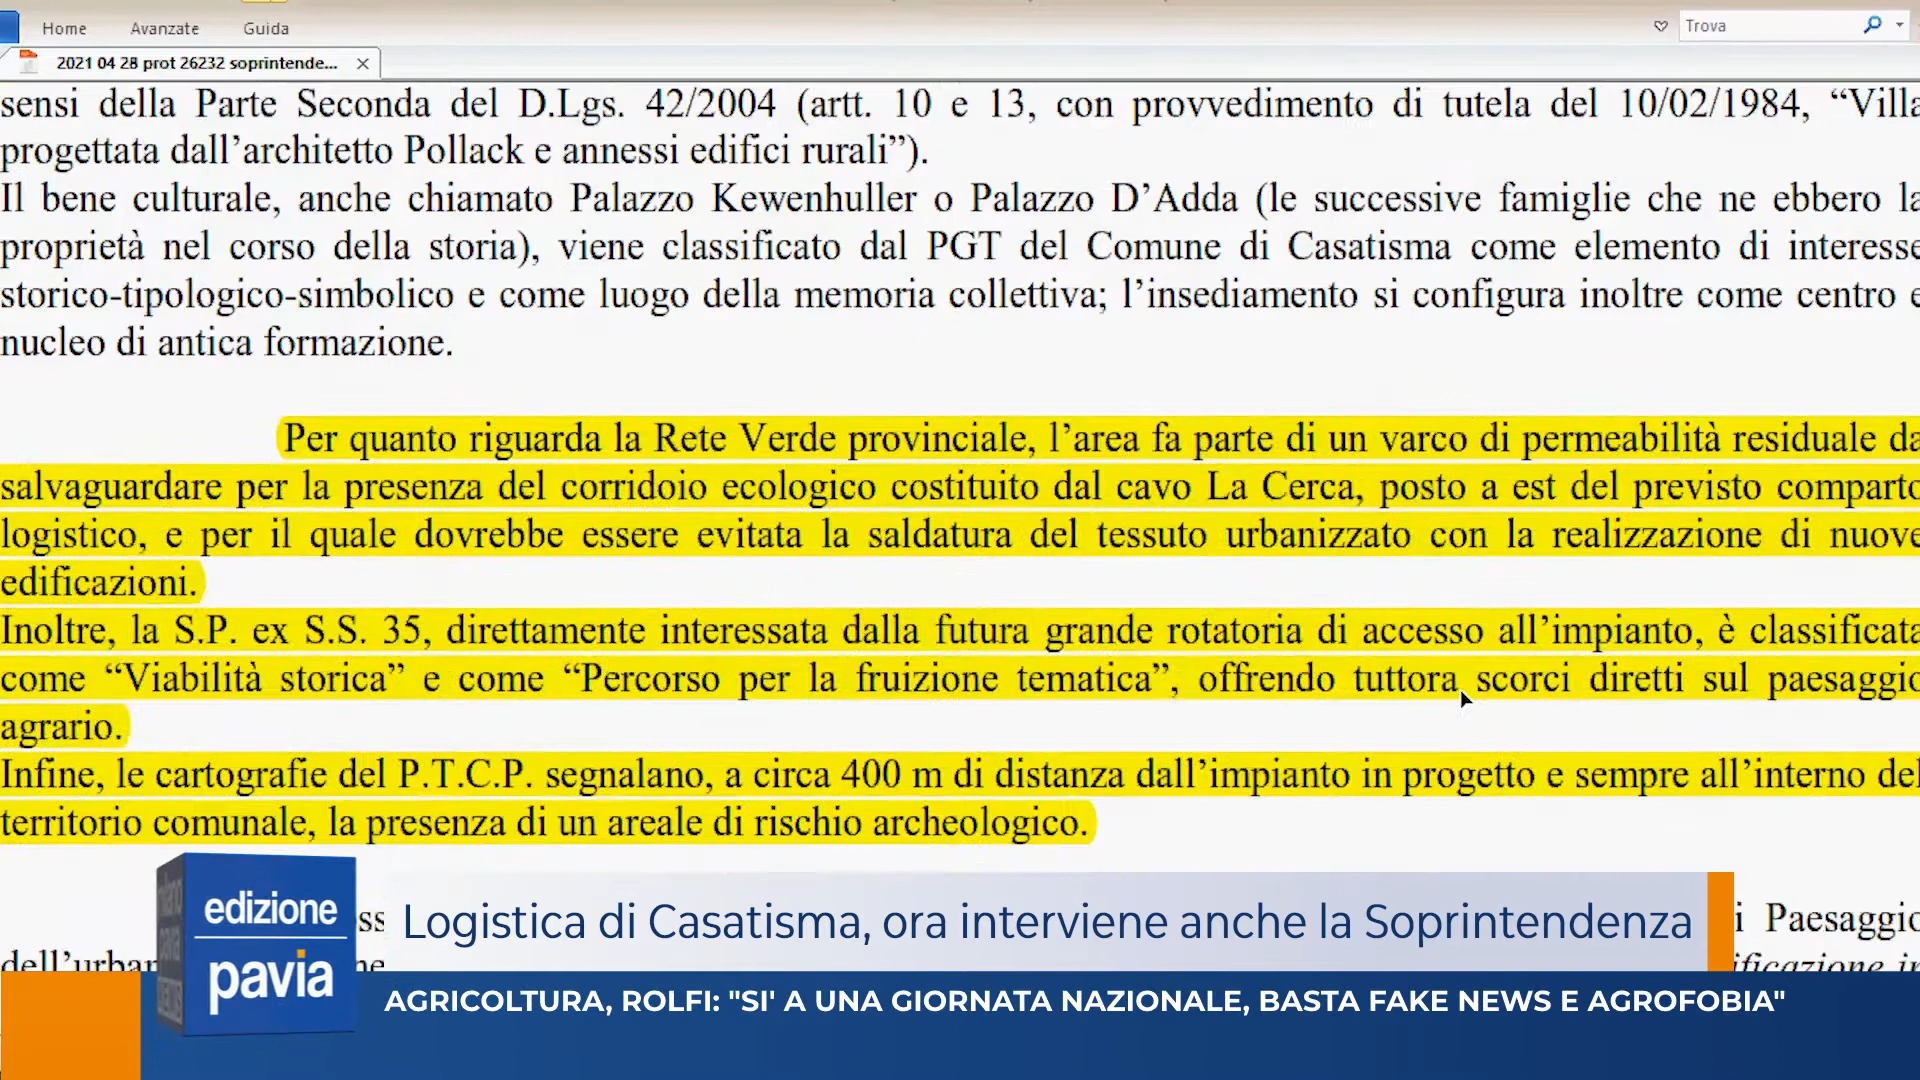 Home Avanzate Guida Trova
2021 04 28 prot 26232 soprintende...
sensi della Parte Seconda del D.Lgs. 42/2004 (artt. 10 e 13, con provvedimento di tutela del 10/02/1984, “Villa
progettata dall’architetto Pollack e annessi edifici rurali”).
Il bene culturale, anche chiamato Palazzo Kewenhuller o Palazzo D’Adda (le successive famiglie che ne ebbero la
proprietà nel corso della storia), viene classificato dal PGT del Comune di Casatisma come elemento di interesse
storico-tipologico-simbolico e come luogo della memoria collettiva; l’insediamento si configura inoltre come centro e
nucleo di antica formazione.
Per quanto riguarda la Rete Verde provinciale, l’area fa parte di un varco di permeabilità residuale da
salvaguardare per la presenza del corridoio ecologico costituito dal cavo La Cerca, posto a est del previsto comparto
logistico, e per il quale dovrebbe essere evitata la saldatura del tessuto urbanizzato con la realizzazione di nuove
edificazioni.
Inoltre, la S.P. ex S.S. 35, direttamente interessata dalla futura grande rotatoria di accesso all’impianto, è classificata
come “Viabilità storica” e come “Percorso per la fruizione tematica”, offrendo tuttora scorci diretti sul paesaggio
agrario.
Infine, le cartografie del P.T.C.P. segnalano, a circa 400 m di distanza dall’impianto in progetto e sempre all’interno del
territorio comunale, la presenza di un areale di rischio archeologico.
i Paesaggio
edizione
pavia
Logistica di Casatisma, ora interviene anche la Soprintendenza
AGRICOLTURA, ROLFI: "SI' A UNA GIORNATA NAZIONALE, BASTA FAKE NEWS E AGROFOBIA"